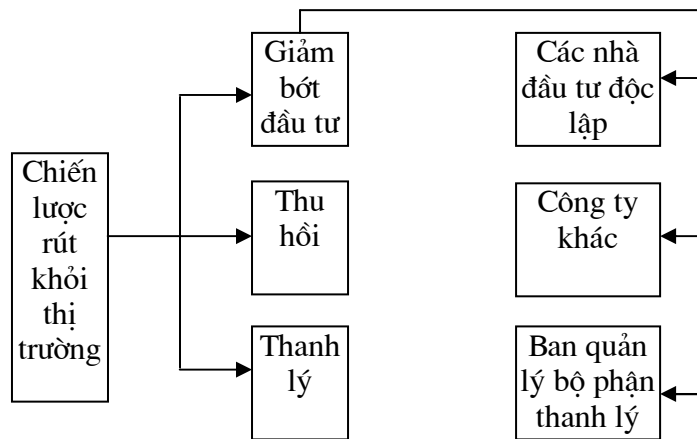 Giảm
bớt
đầu tư
Các nhà
đầu tư độc
lập
Chiến
lược
rút
khỏi
thị
trường
Thu
hồi
Công ty
khác
Thanh
lý
Ban quản
lý bộ phận
thanh lý